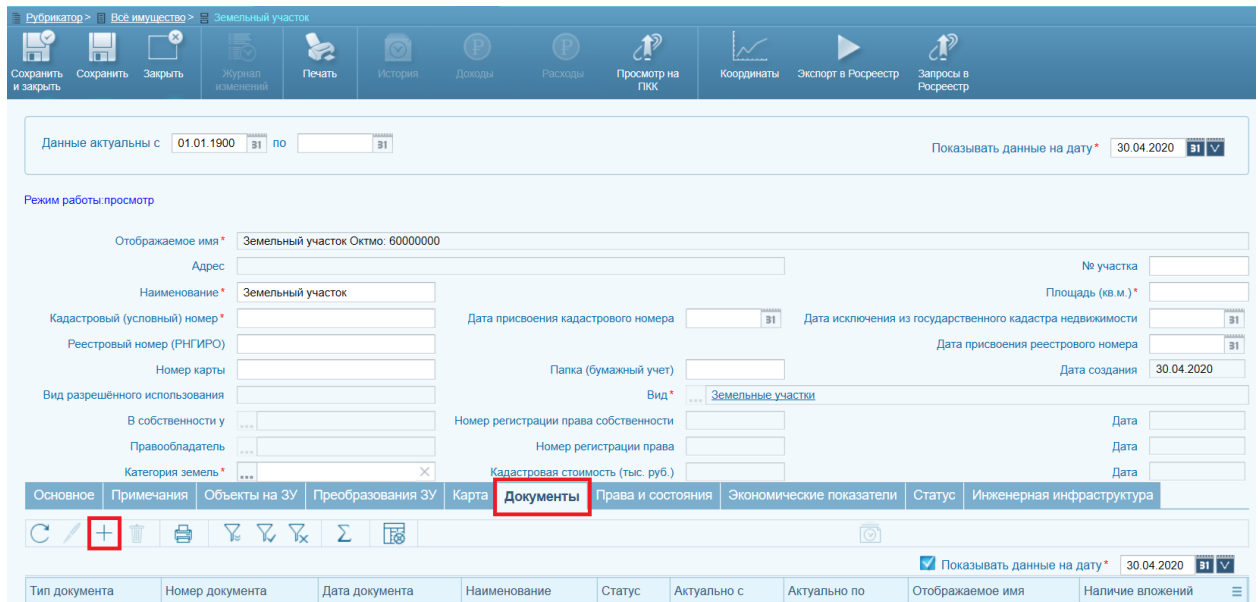 Рубрикатор > Всё имущество > Земельный участок
Сохранить и закрыть Сохранить Закрыть Журнал изменений Печать История Доходы Расходы Просмотр на ПКК Координаты Экспорт в Росреестр Запросы в Росреестр
Данные актуальны с 01.01.1900 31 по 31 Показывать данные на дату* 30.04.2020 31
Режим работы:просмотр
Отображаемое имя* Земельный участок Октмо: 60000000
Адрес № участка
Наименование* Земельный участок Площадь (кв.м.)*
Кадастровый (условный) номер* Дата присвоения кадастрового номера 31 Дата исключения из государственного кадастра недвижимости 31
Реестровый номер (РНГИРО) Дата присвоения реестрового номера 31
Номер карты Папка (бумажный учет) Дата создания 30.04.2020
Вид разрешённого использования Вид* ... Земельные участки
В собственности у ... Номер регистрации права собственности Дата
Правообладатель ... Номер регистрации права Дата
Категория земель* ... Кадастровая стоимость (тыс. руб.) Дата
Основное Примечания Объекты на ЗУ Преобразования ЗУ Карта Документы Права и состояния Экономические показатели Статус Инженерная инфраструктура
Показывать данные на дату* 30.04.2020 31
Тип документа Номер документа Дата документа Наименование Статус Актуально с Актуально по Отображаемое имя Наличие вложений